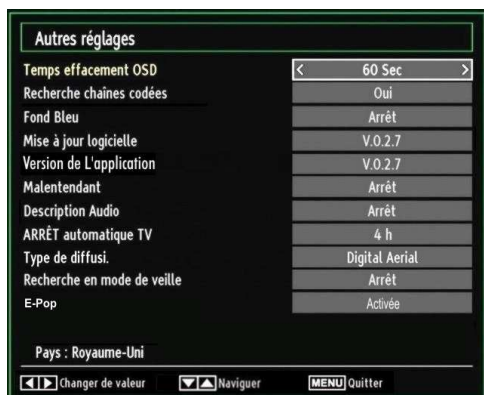 Autres réglages
Temps effacement OSD < 60 Sec >
Recherche chaînes codées Oui
Fond Bleu Arrêt
Mise à jour logicielle V.0.2.7
Version de L'application V.0.2.7
Malentendant Arrêt
Description Audio Arrêt
ARRÊT automatique TV 4 h
Type de diffusi. Digital Aerial
Recherche en mode de veille Arrêt
E-Pop Activée
Pays : Royaume-Uni
Changer de valeur Naviguer MENU Quitter